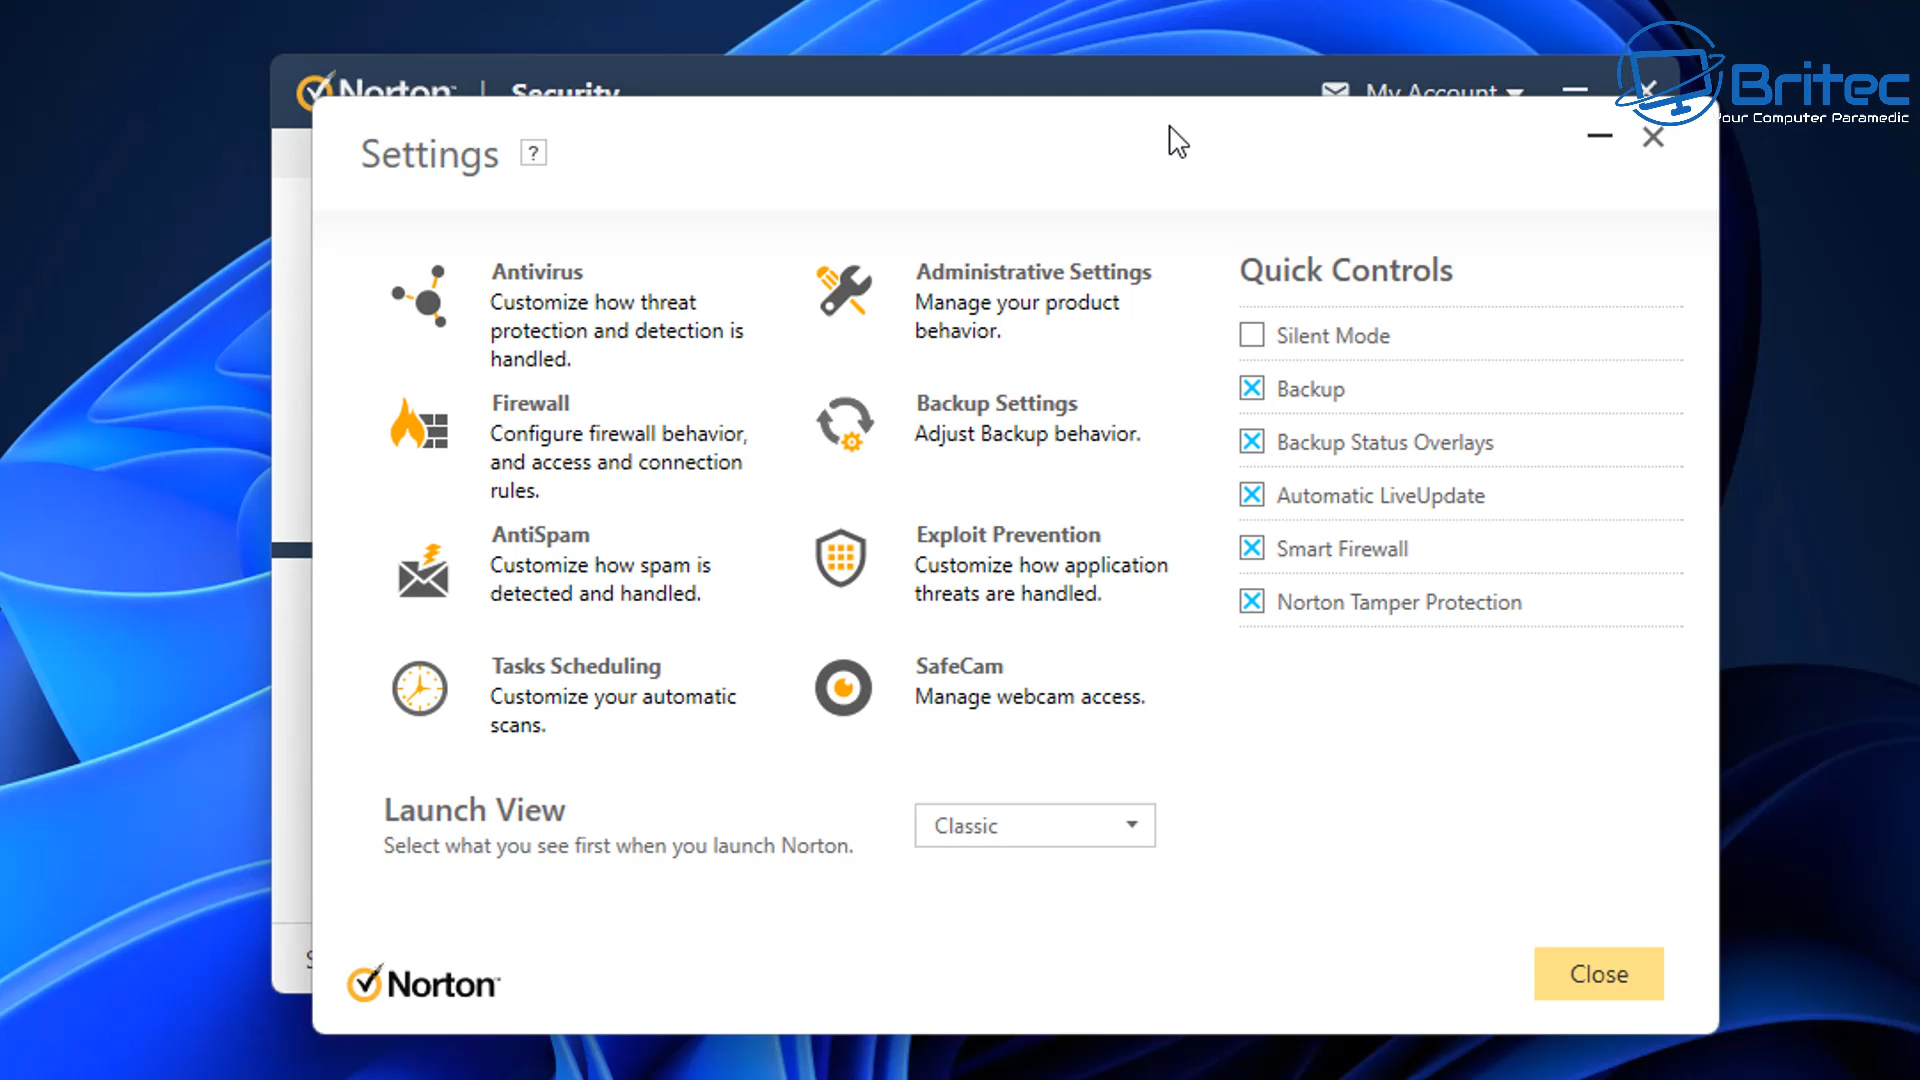 Norton | Security
My Account
Britec
Your Computer Paramedic
Settings ?
Antivirus
Customize how threat
protection and detection is
handled.
Firewall
Configure firewall behavior,
and access and connection
rules.
AntiSpam
Customize how spam is
detected and handled.
Tasks Scheduling
Customize your automatic
scans.
Administrative Settings
Manage your product
behavior.
Backup Settings
Adjust Backup behavior.
Exploit Prevention
Customize how application
threats are handled.
SafeCam
Manage webcam access.
Quick Controls
Silent Mode
Backup
Backup Status Overlays
Automatic LiveUpdate
Smart Firewall
Norton Tamper Protection
Launch View
Select what you see first when you launch Norton.
Classic
Norton
Close